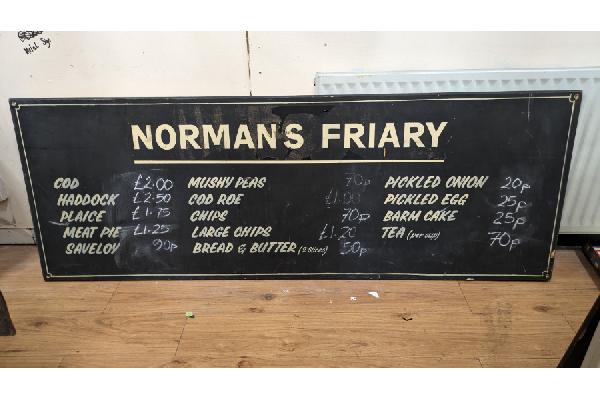 Metal Sign
NORMAN'S FRIARY
COD £2.00
HADDOCK £2.50
PLAICE £1.75
MEAT PIE £1.25
SAVELOY 90p
MUSHY PEAS 70p
COD ROE £1.00
CHIPS 70p
LARGE CHIPS £1.20
BREAD & BUTTER (2 Slices) 50p
PICKLED ONION 20p
PICKLED EGG 25p
BARM CAKE 25p
TEA (per cup) 70p